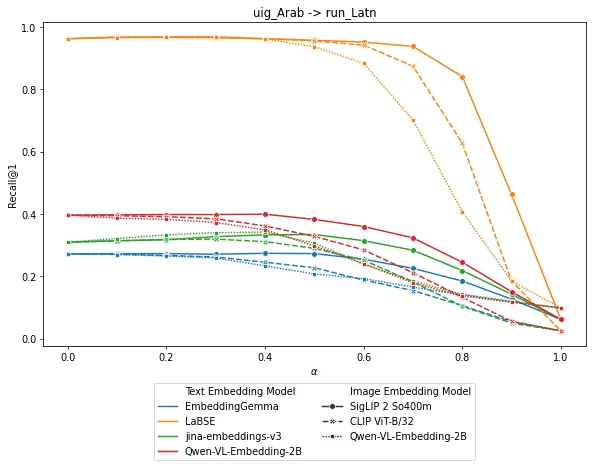 uig_Arab -> run_Latn
1.0
0.8
0.6
0.4
0.2
0.0
Recall@1
0.0 0.2 0.4 0.6 0.8 1.0
α
Text Embedding Model
EmbeddingGemma
LaBSE
jina-embeddings-v3
Qwen-VL-Embedding-2B
Image Embedding Model
SigLIP 2 So400m
CLIP ViT-B/32
Qwen-VL-Embedding-2B